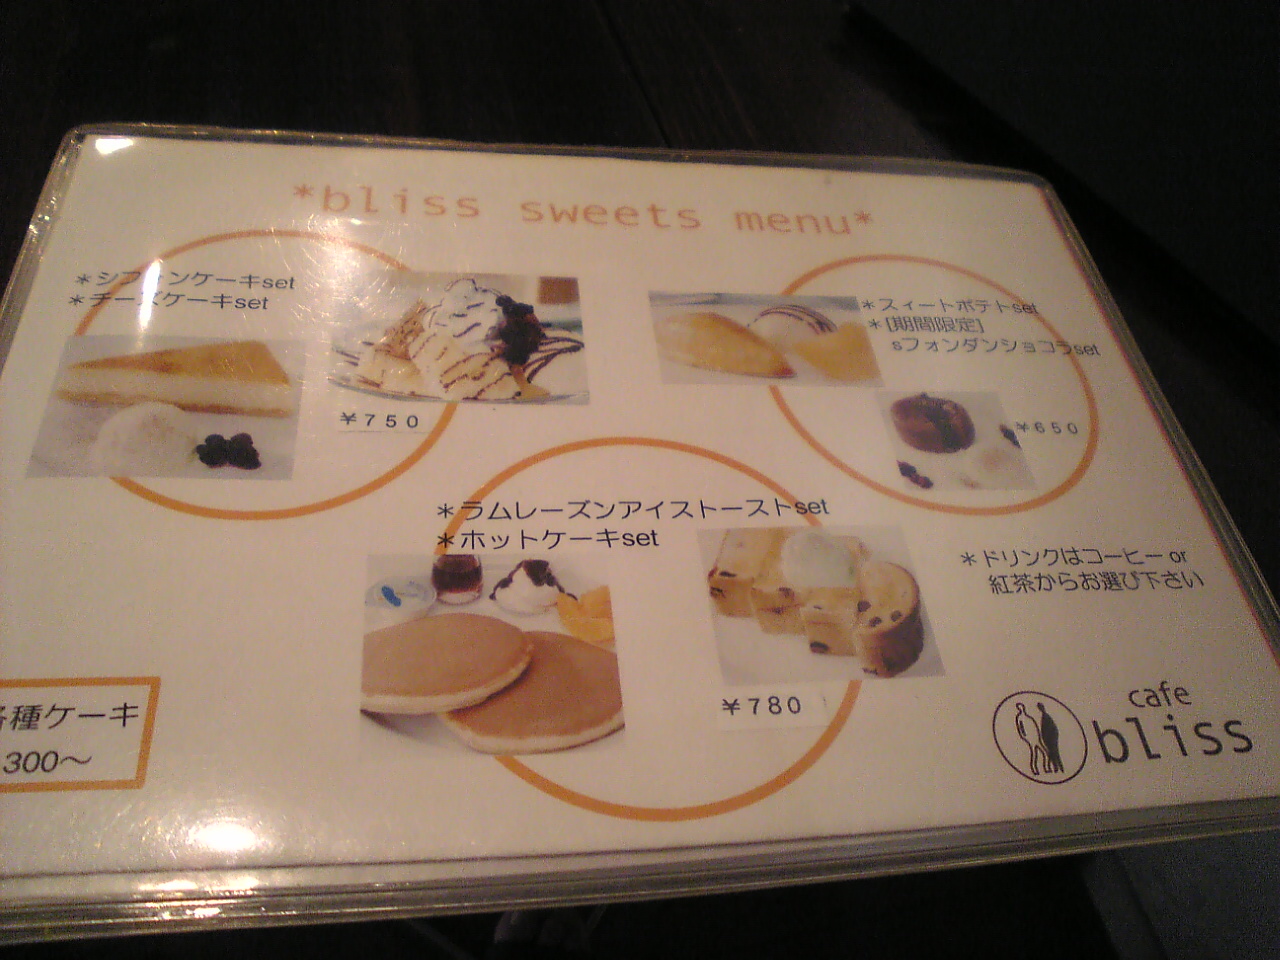 *bliss sweets menu*
*シフォンケーキset
*チーズケーキset
¥750
*スィートポテトset
*[期間限定]
sフォンダンショコラset
¥650
*ラムレーズンアイストーストset
*ホットケーキset
¥780
*ドリンクはコーヒー or
紅茶からお選び下さい
各種ケーキ
300～
cafe
bliss